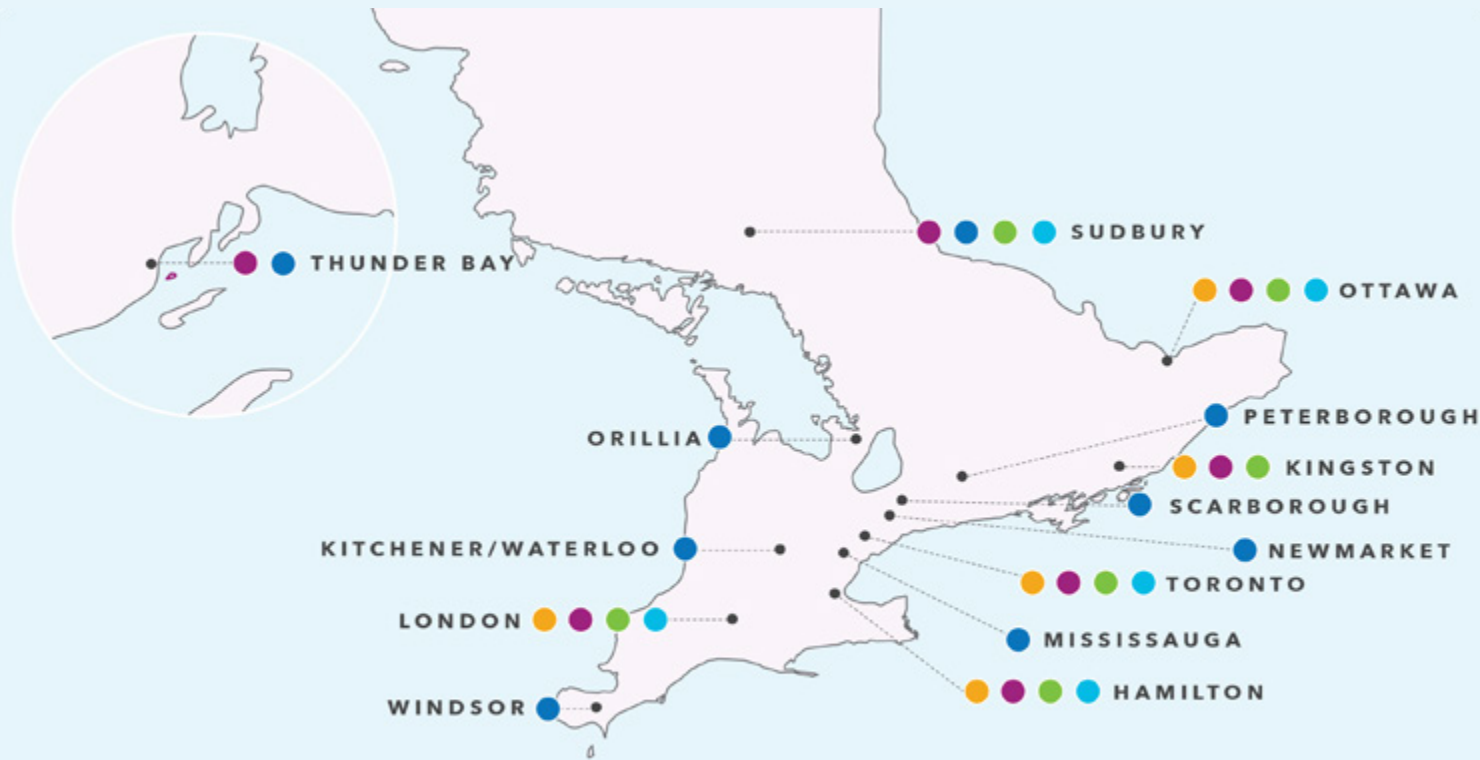 SUDBURY
THUNDER BAY
OTTAWA
PETERBOROUGH
ORILLIA
KINGSTON
SCARBOROUGH
KITCHENER/WATERLOO
NEWMARKET
TORONTO
LONDON
MISSISSAUGA
HAMILTON
WINDSOR